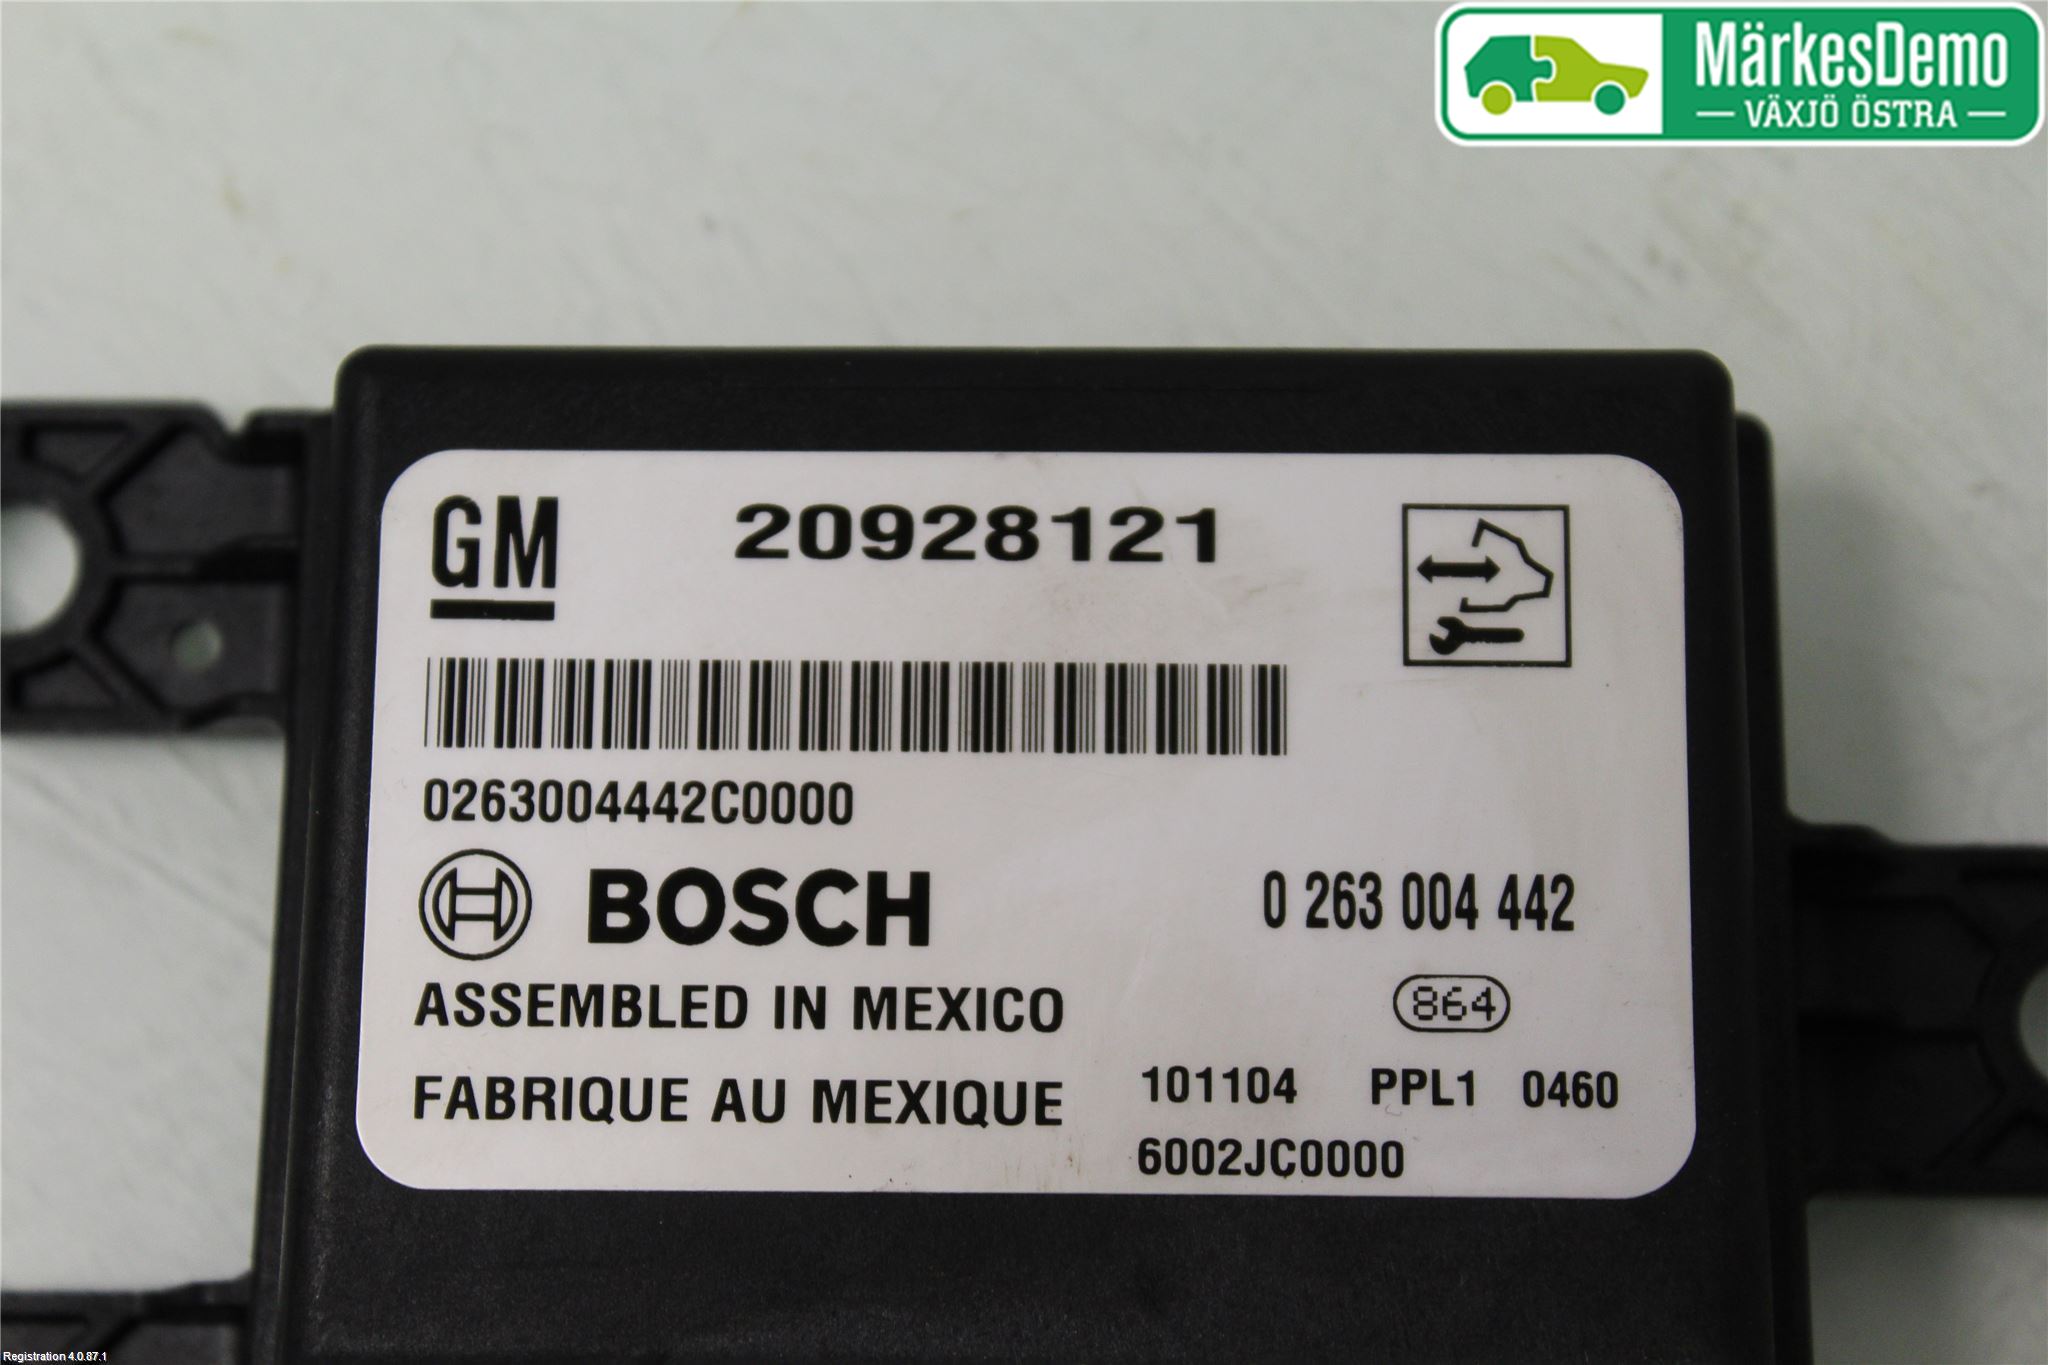 MärkesDemo
VÄXJÖ ÖSTRA
GM 20928121
0263004442C0000
BOSCH 0 263 004 442
ASSEMBLED IN MEXICO 864
FABRIQUE AU MEXIQUE 101104 PPL1 0460
6002JC0000
Registration 4.0.87.1